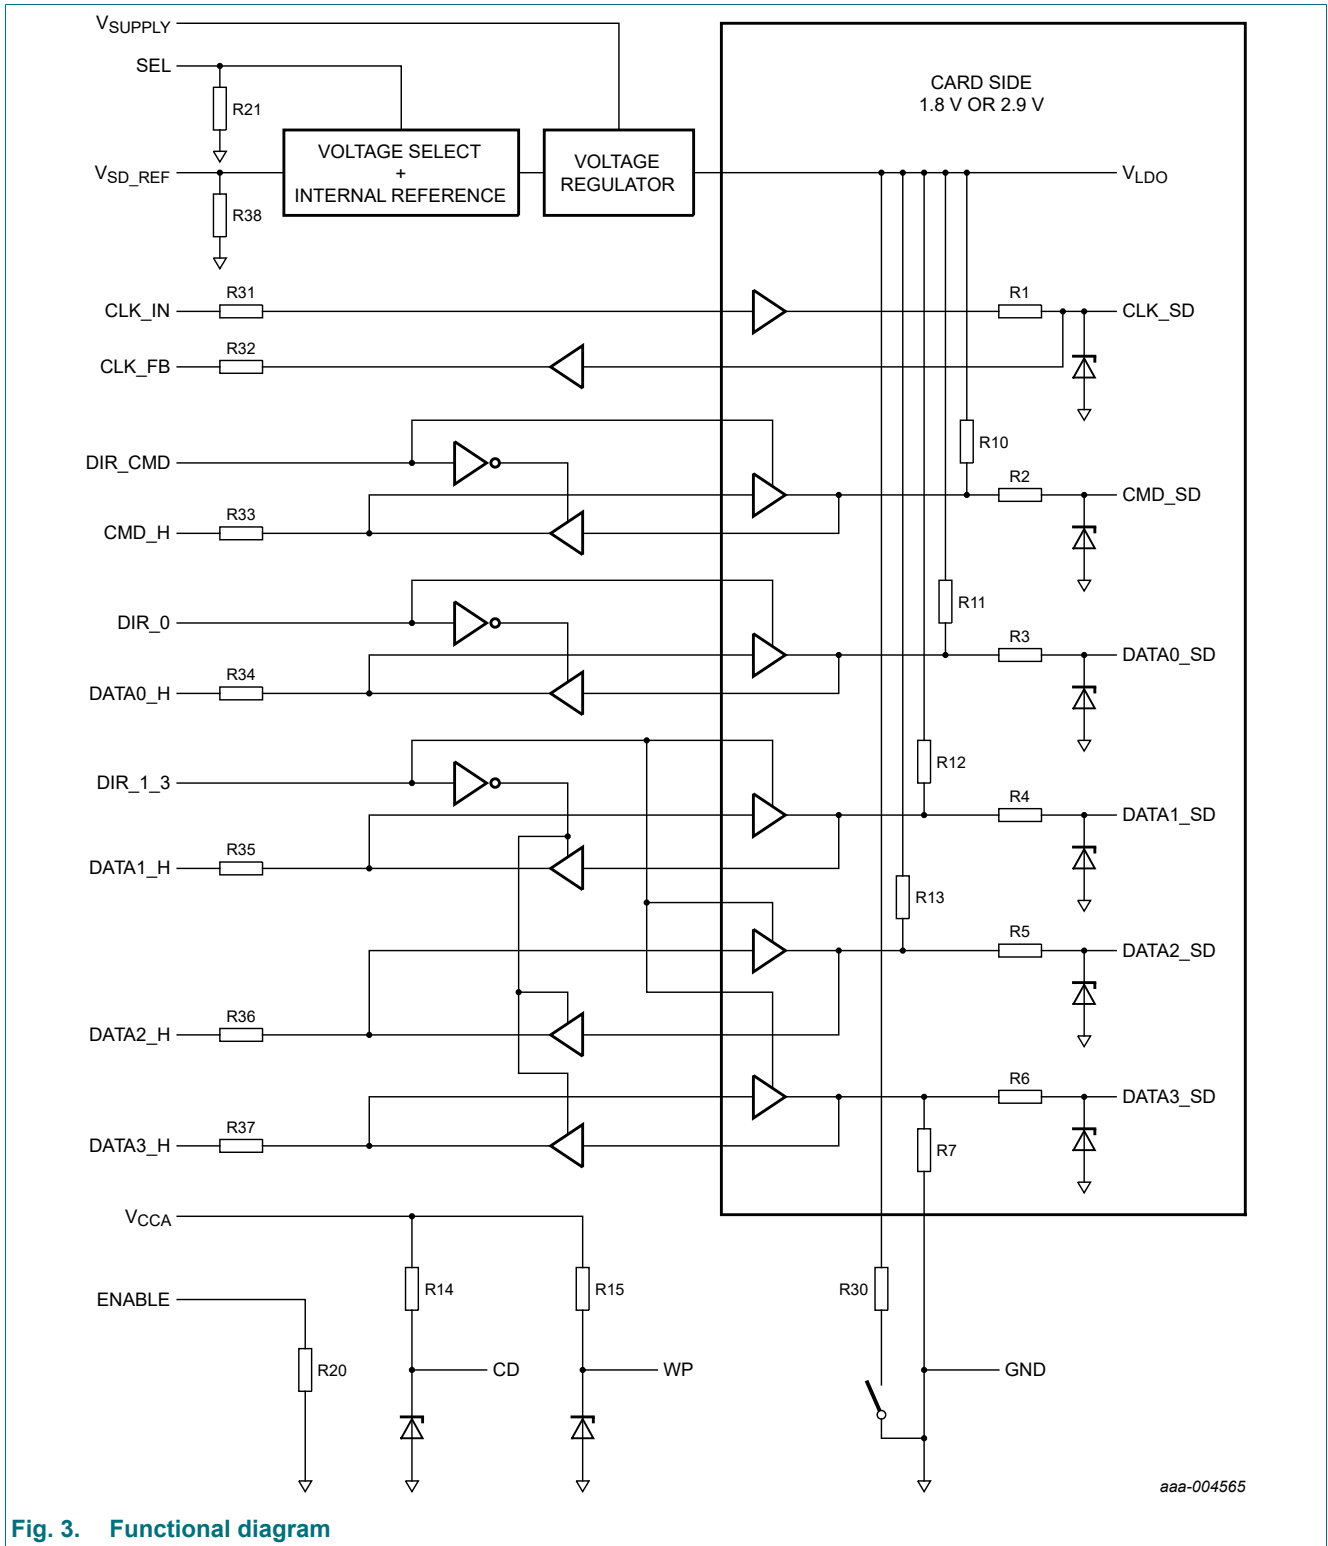 VSUPPLY
SEL
CARD SIDE
1.8 V OR 2.9 V
R21
VOLTAGE SELECT
+
INTERNAL REFERENCE
VOLTAGE
REGULATOR
VSD_REF
VLDO
R38
CLK_IN
R31
R1
CLK_SD
CLK_FB
R32
R10
DIR_CMD
R2
CMD_SD
CMD_H
R33
R11
DIR_0
R3
DATA0_SD
DATA0_H
R34
R12
DIR_1_3
R4
DATA1_SD
DATA1_H
R35
R13
R5
DATA2_SD
DATA2_H
R36
R6
DATA3_SD
DATA3_H
R37
R7
VCCA
R14
R15
R30
ENABLE
R20
CD
WP
GND
aaa-004565
Fig. 3. Functional diagram